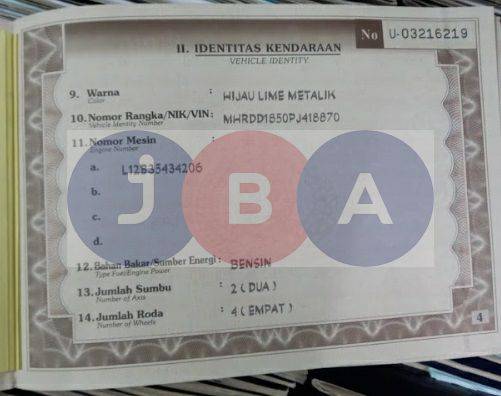 No U-03216219
II. IDENTITAS KENDARAAN
VEHICLE IDENTITY
9. Warna : HIJAU LIME METALIK
Color
10. Nomor Rangka/NIK/VIN: MHRDD1850PJ418870
Vehicle Identity Number
11. Nomor Mesin :
Engine Number
a. L12B35434206
b.
c.
d.
JBA
12. Bahan Bakar/Sumber Energi : BENSIN
Type Fuel/Engine Power
13. Jumlah Sumbu : 2 (DUA)
Number of Axis
14. Jumlah Roda : 4 (EMPAT)
Number of Wheels
4